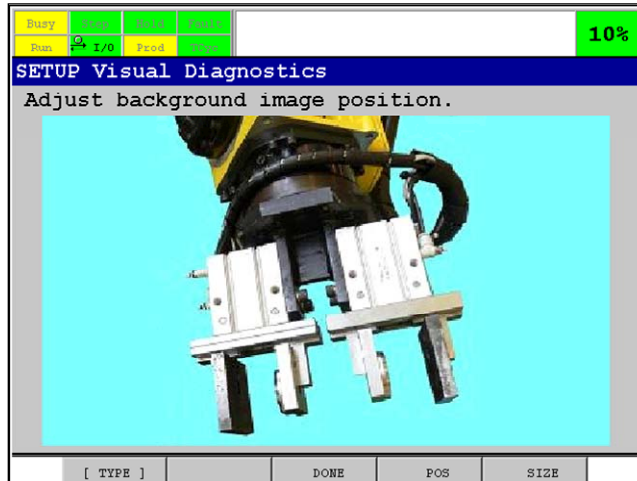 Busy Step Hold Fault
Run I/O Prod TCyc
10%
SETUP Visual Diagnostics
Adjust background image position.
[ TYPE ] DONE POS SIZE